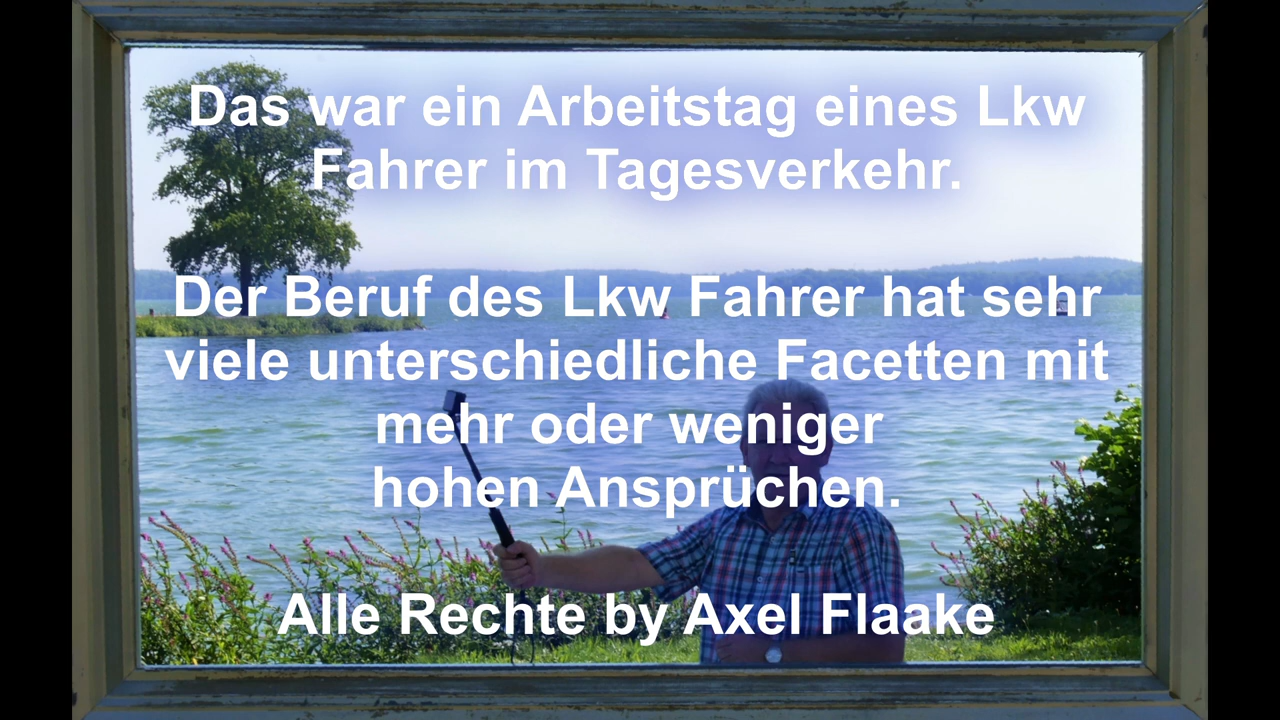 Das war ein Arbeitstag eines Lkw
Fahrer im Tagesverkehr.
Der Beruf des Lkw Fahrer hat sehr
viele unterschiedliche Facetten mit
mehr oder weniger
hohen Ansprüchen.
Alle Rechte by Axel Flaake